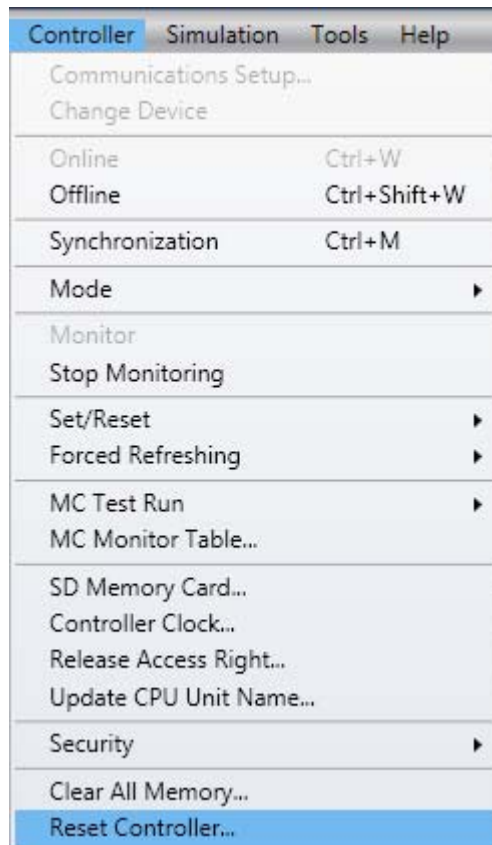 Controller Simulation Tools Help
Communications Setup...
Change Device
Online Ctrl+W
Offline Ctrl+Shift+W
Synchronization Ctrl+M
Mode
Monitor
Stop Monitoring
Set/Reset
Forced Refreshing
MC Test Run
MC Monitor Table...
SD Memory Card...
Controller Clock...
Release Access Right...
Update CPU Unit Name...
Security
Clear All Memory...
Reset Controller...